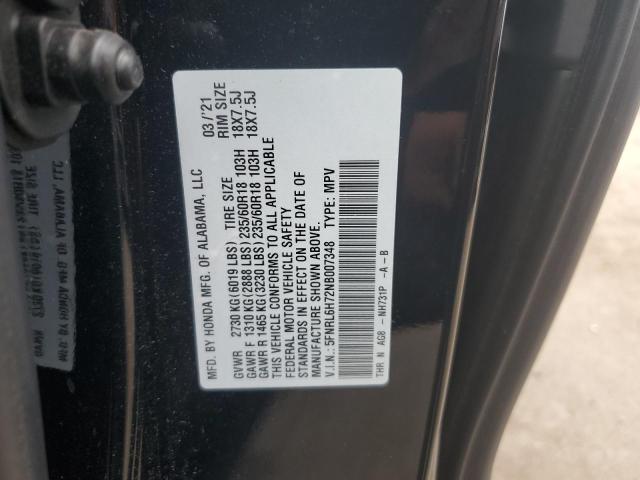 MFD. BY HONDA MFG. OF ALABAMA, LLC 03/'21
TIRE SIZE RIM SIZE
GVWR 2730 KG(6019 LBS)
GAWR F 1310 KG(2888 LBS) 235/60R18 103H 18X7.5J
GAWR R 1465 KG(3230 LBS) 235/60R18 103H 18X7.5J
THIS VEHICLE CONFORMS TO ALL APPLICABLE
FEDERAL MOTOR VEHICLE SAFETY
STANDARDS IN EFFECT ON THE DATE OF
MANUFACTURE SHOWN ABOVE.
V.I.N.: 5FNRL6H72NB007348 TYPE: MPV
THR N AG8 - NH731P -A-B